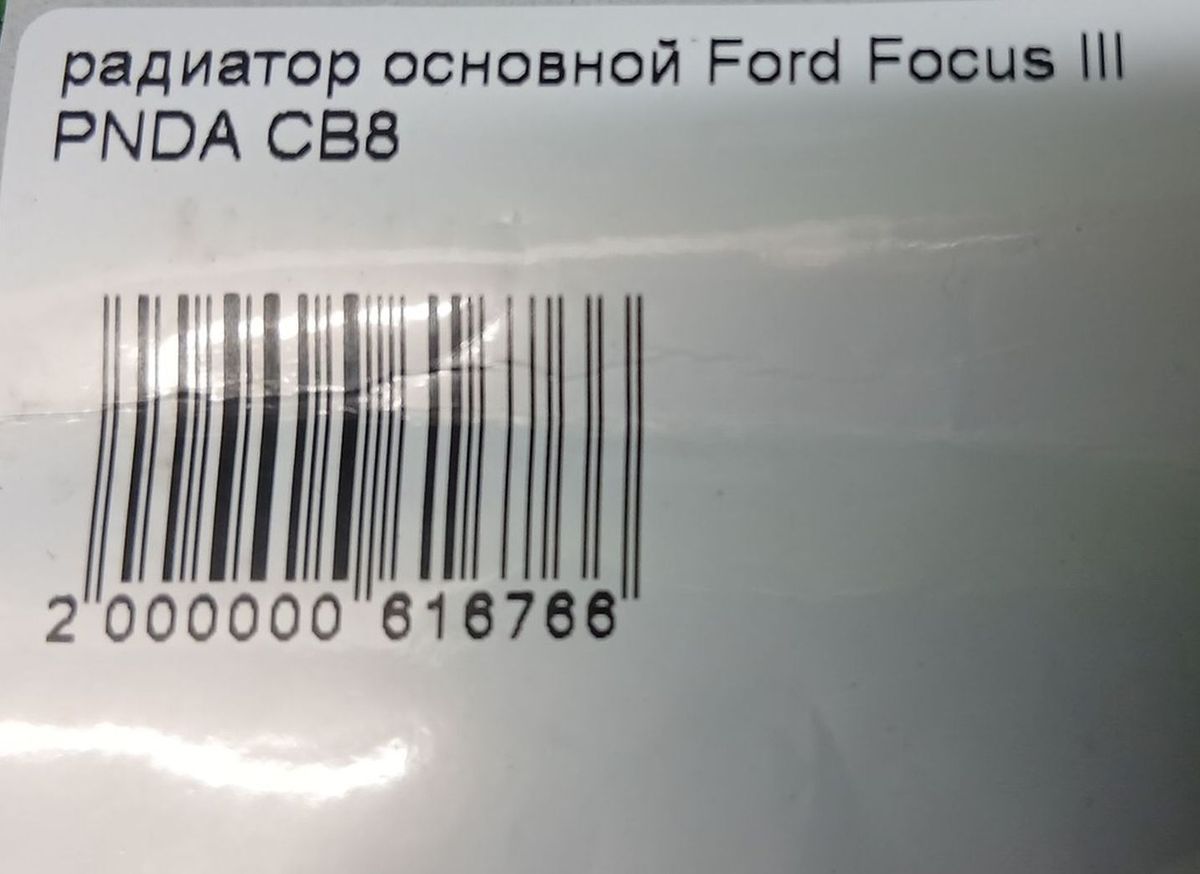 радиатор основной Ford Focus III
PNDA CB8
2 000000 616766